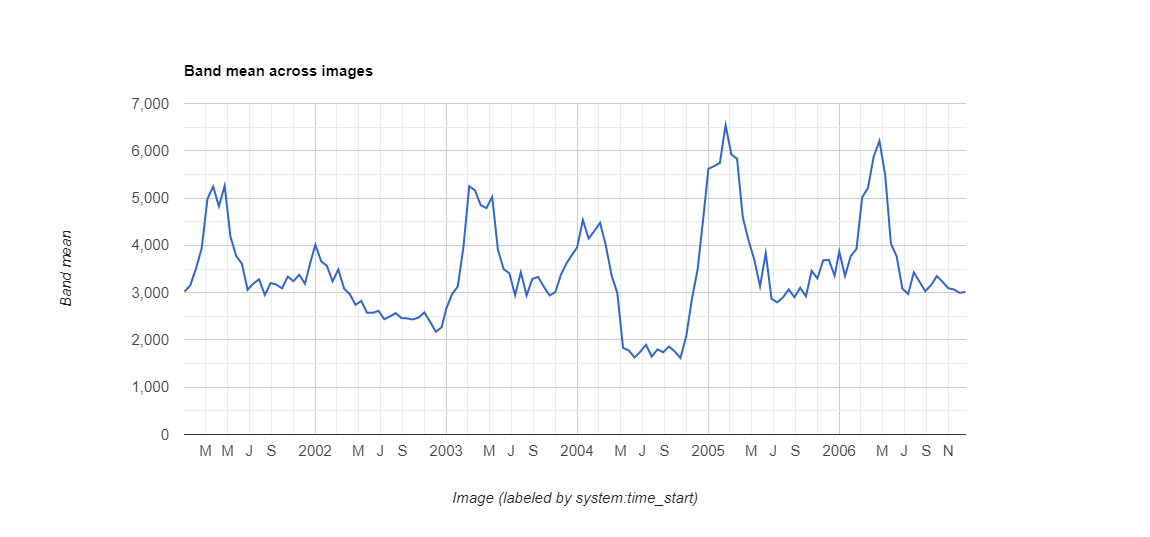 Band mean across images
7,000
6,000
5,000
4,000
3,000
2,000
1,000
0
Band mean
M M J S 2002 M J S 2003 M J S 2004 M J S 2005 M J S 2006 M J S N
Image (labeled by system:time_start)